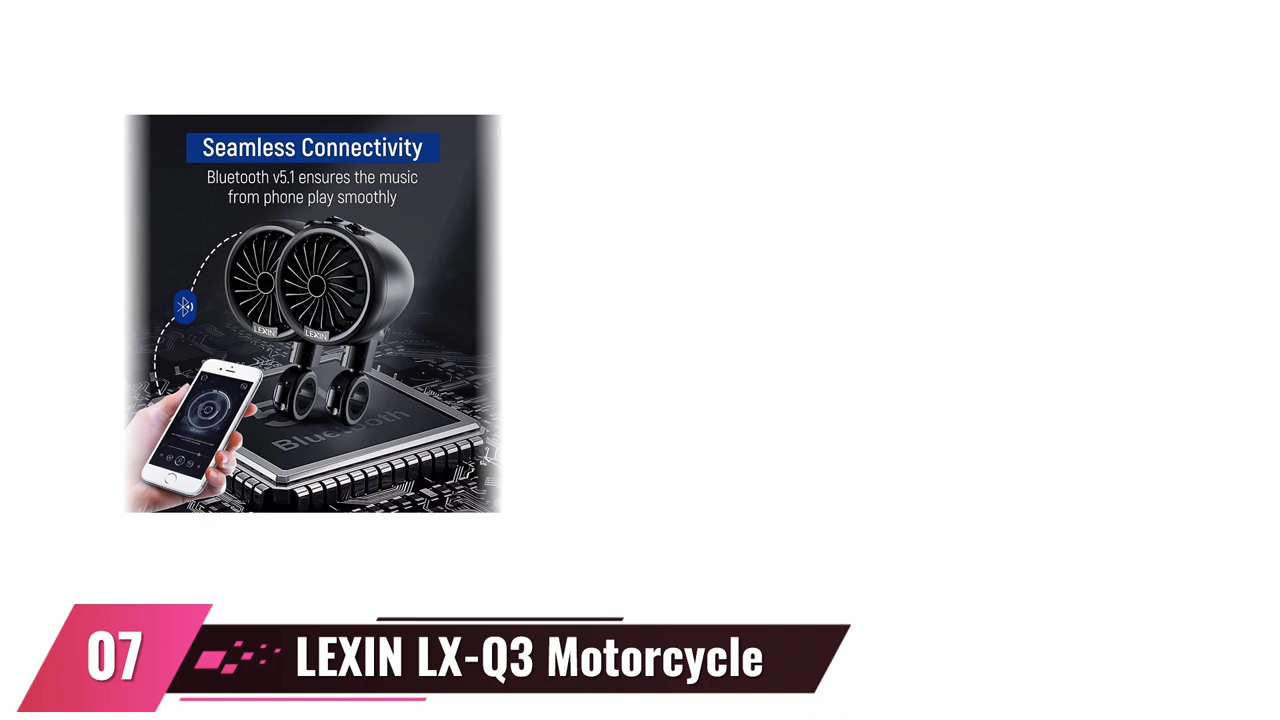 Seamless Connectivity
Bluetooth v5.1 ensures the music
from phone play smoothly
LEXIN LEXIN
Bluetooth
07 LEXIN LX-Q3 Motorcycle